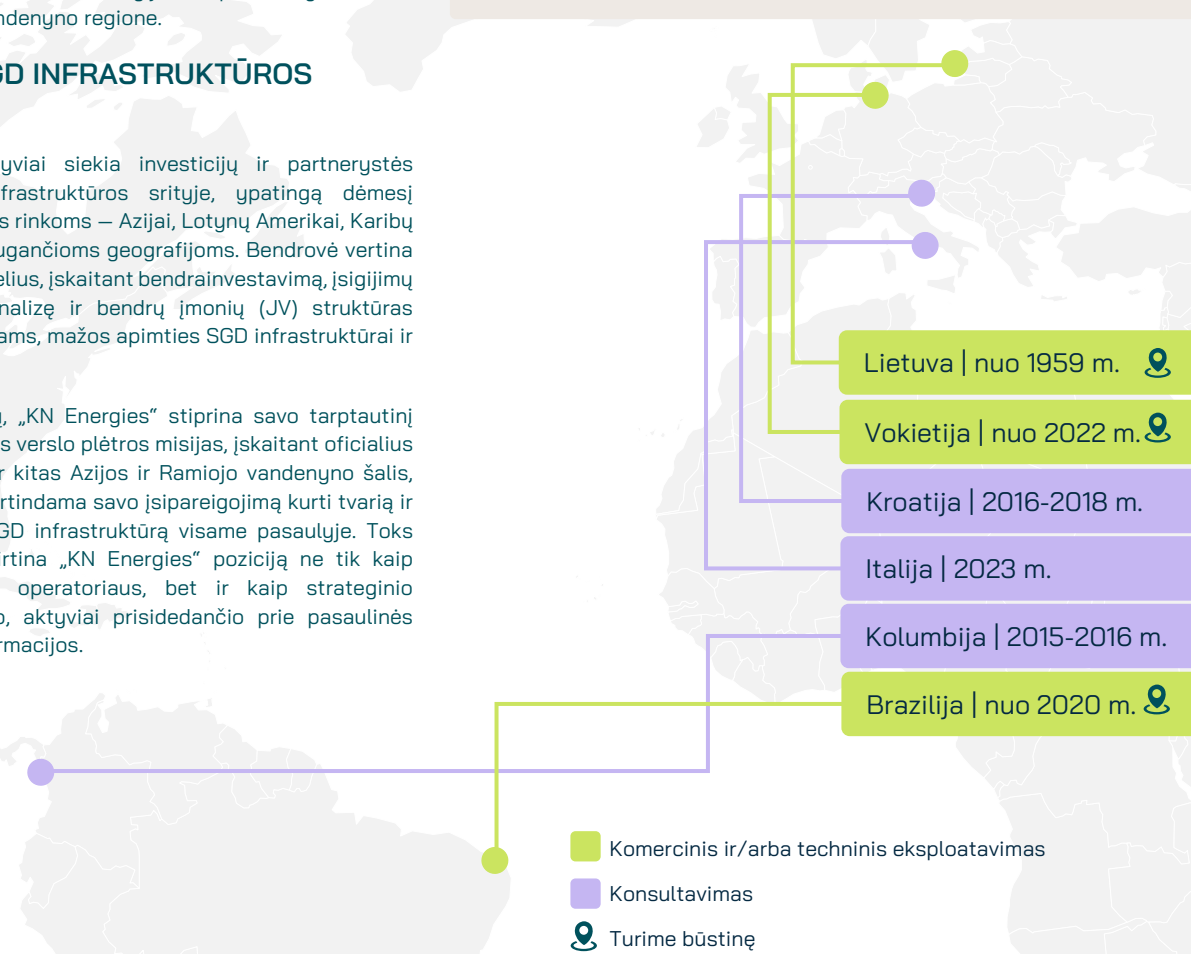 ndenyno regione.
GD INFRASTRUKTŪROS
yviai siekia investicijų ir partnerystės
frastruktūros srityje, ypatingą dėmesį
s rinkoms – Azijai, Lotynų Amerikai, Karibų
ugančioms geografijoms. Bendrovė vertina
elius, įskaitant bendrainvestavimą, įsigijimų
nalizę ir bendrų įmonių (JV) struktūras
ams, mažos apimties SGD infrastruktūrai ir
, „KN Energies“ stiprina savo tarptautinį
s verslo plėtros misijas, įskaitant oficialius
r kitas Azijos ir Ramiojo vandenyno šalis,
rtindama savo įsipareigojimą kurti tvarią ir
GD infrastruktūrą visame pasaulyje. Toks
irtina „KN Energies“ poziciją ne tik kaip
operatoriaus, bet ir kaip strateginio
o, aktyviai prisidedančio prie pasaulinės
rmacijos.
Lietuva | nuo 1959 m.
Vokietija | nuo 2022 m.
Kroatija | 2016-2018 m.
Italija | 2023 m.
Kolumbija | 2015-2016 m.
Brazilija | nuo 2020 m.
Komercinis ir/arba techninis eksploatavimas
Konsultavimas
Turime būstinę